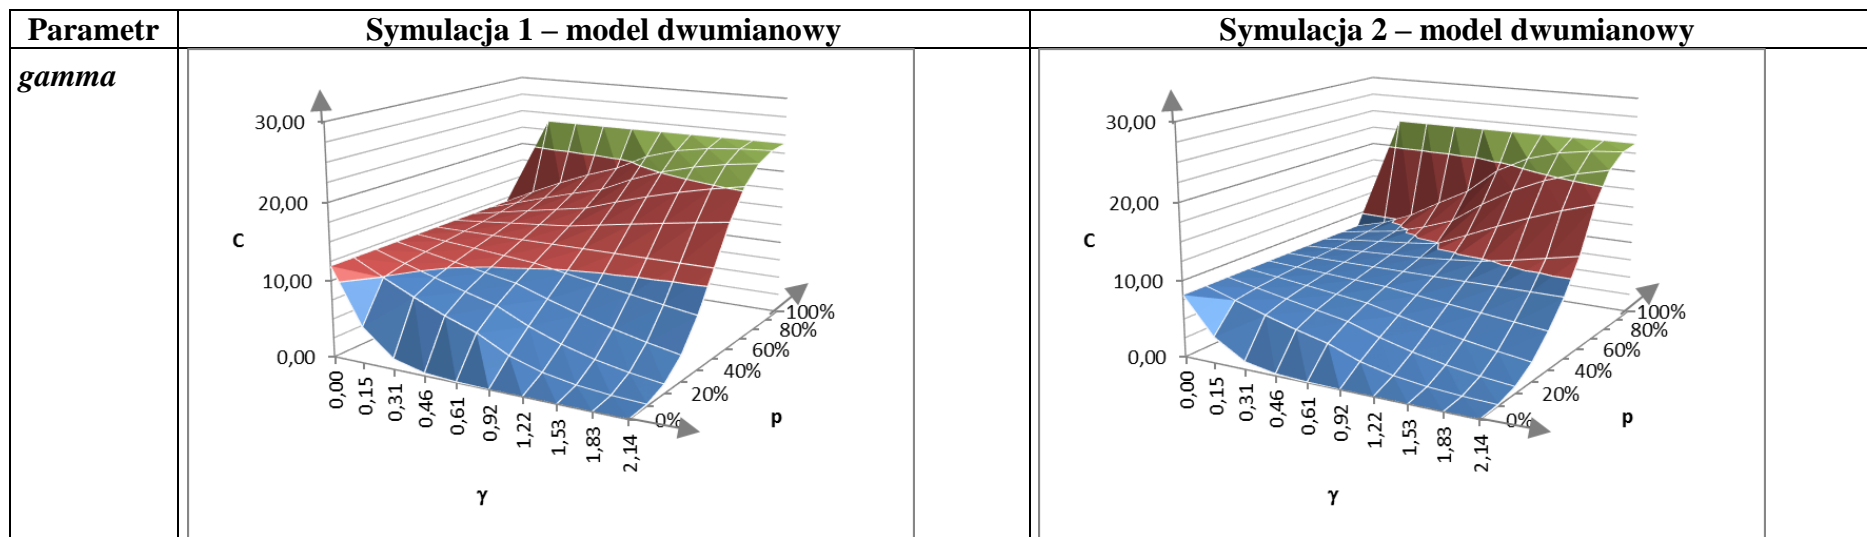 Parametr Symulacja 1 – model dwumianowy Symulacja 2 – model dwumianowy
gamma
30,00
20,00
C
10,00
0,00
0,00 0,15 0,31 0,46 0,61 0,92 1,22 1,53 1,83 2,14
γ
100%
80%
60%
40%
20%
0%
p
30,00
20,00
C
10,00
0,00
0,00 0,15 0,31 0,46 0,61 0,92 1,22 1,53 1,83 2,14
γ
100%
80%
60%
40%
20%
0%
p